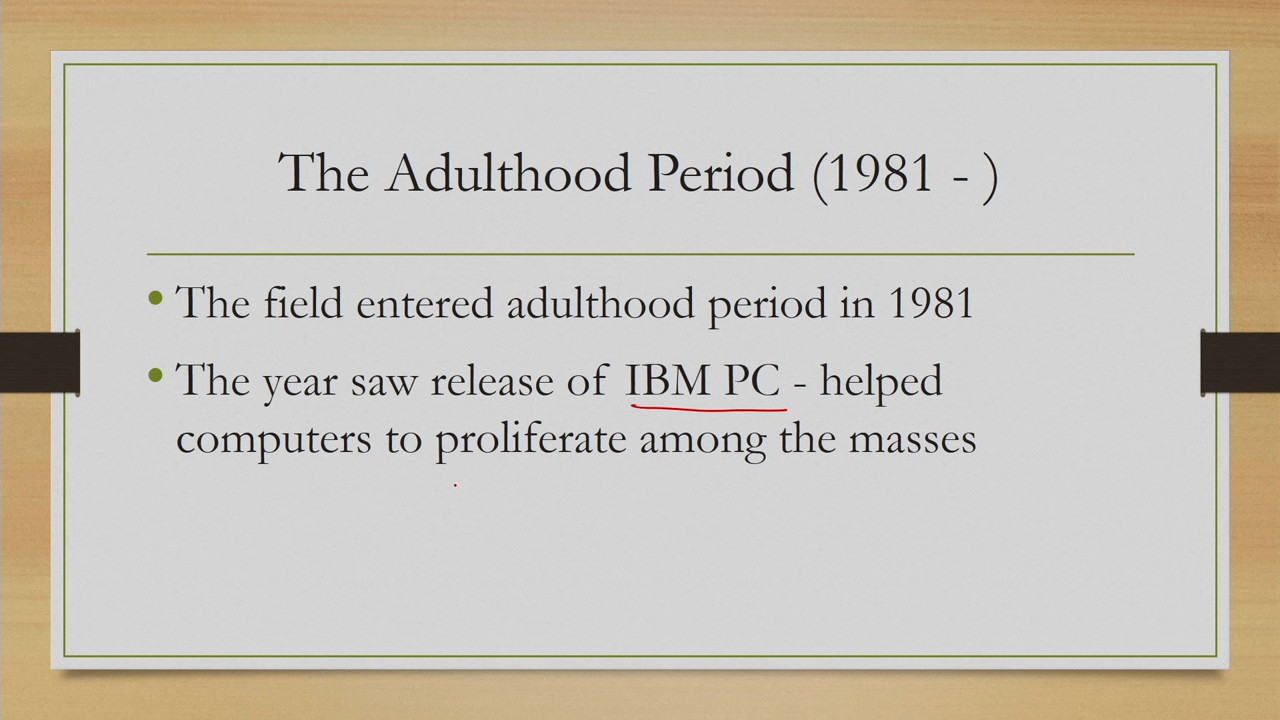 The Adulthood Period (1981 - )
• The field entered adulthood period in 1981
• The year saw release of IBM PC - helped
computers to proliferate among the masses